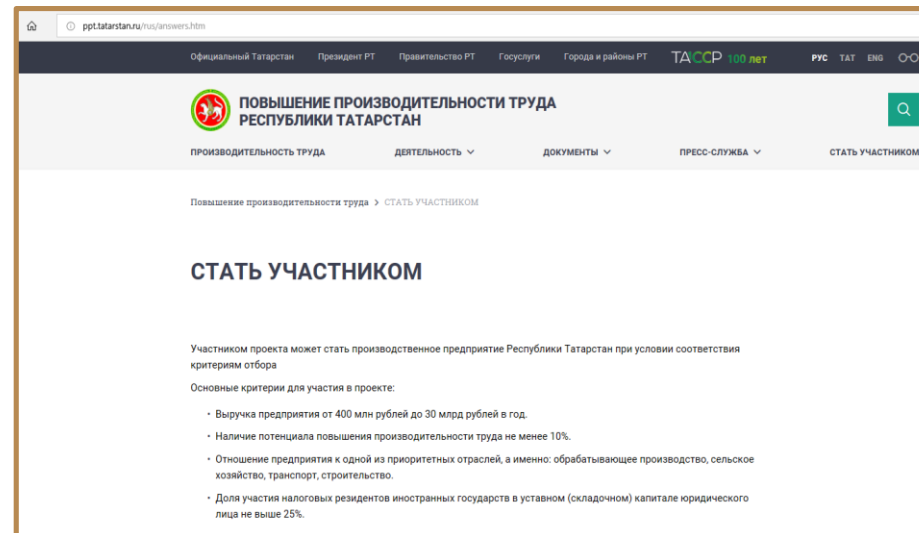 ppt.tatarstan.ru/rus/answers.htm
Официальный Татарстан Президент РТ Правительство РТ Госуслуги Города и районы РТ ТАССР 100 лет РУС ТАТ ENG
ПОВЫШЕНИЕ ПРОИЗВОДИТЕЛЬНОСТИ ТРУДА
РЕСПУБЛИКИ ТАТАРСТАН
ПРОИЗВОДИТЕЛЬНОСТЬ ТРУДА ДЕЯТЕЛЬНОСТЬ ДОКУМЕНТЫ ПРЕСС-СЛУЖБА СТАТЬ УЧАСТНИКОМ
Повышение производительности труда > СТАТЬ УЧАСТНИКОМ
СТАТЬ УЧАСТНИКОМ
Участником проекта может стать производственное предприятие Республики Татарстан при условии соответствия
критериям отбора
Основные критерии для участия в проекте:
• Выручка предприятия от 400 млн рублей до 30 млрд рублей в год.
• Наличие потенциала повышения производительности труда не менее 10%.
• Отношение предприятия к одной из приоритетных отраслей, а именно: обрабатывающее производство, сельское
хозяйство, транспорт, строительство.
• Доля участия налоговых резидентов иностранных государств в уставном (складочном) капитале юридического
лица не выше 25%.